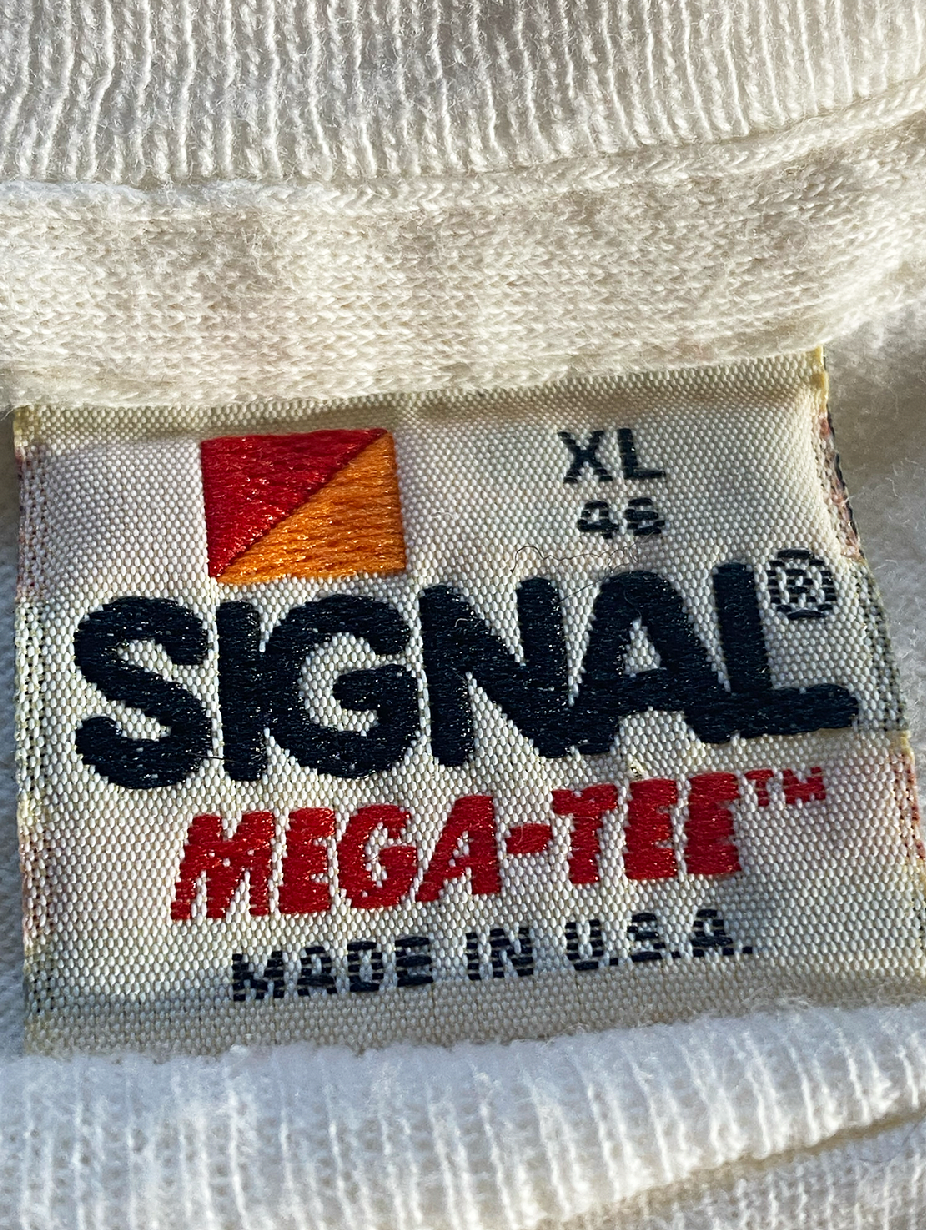 XL
46
SIGNAL®
MEGA-TEE™
MADE IN U.S.A.